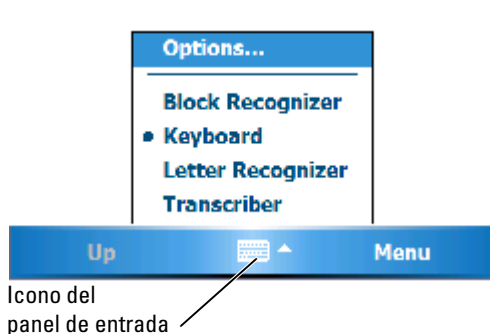 Options...
Block Recognizer
Keyboard
Letter Recognizer
Transcriber
Up
Menu
Icono del
panel de entrada